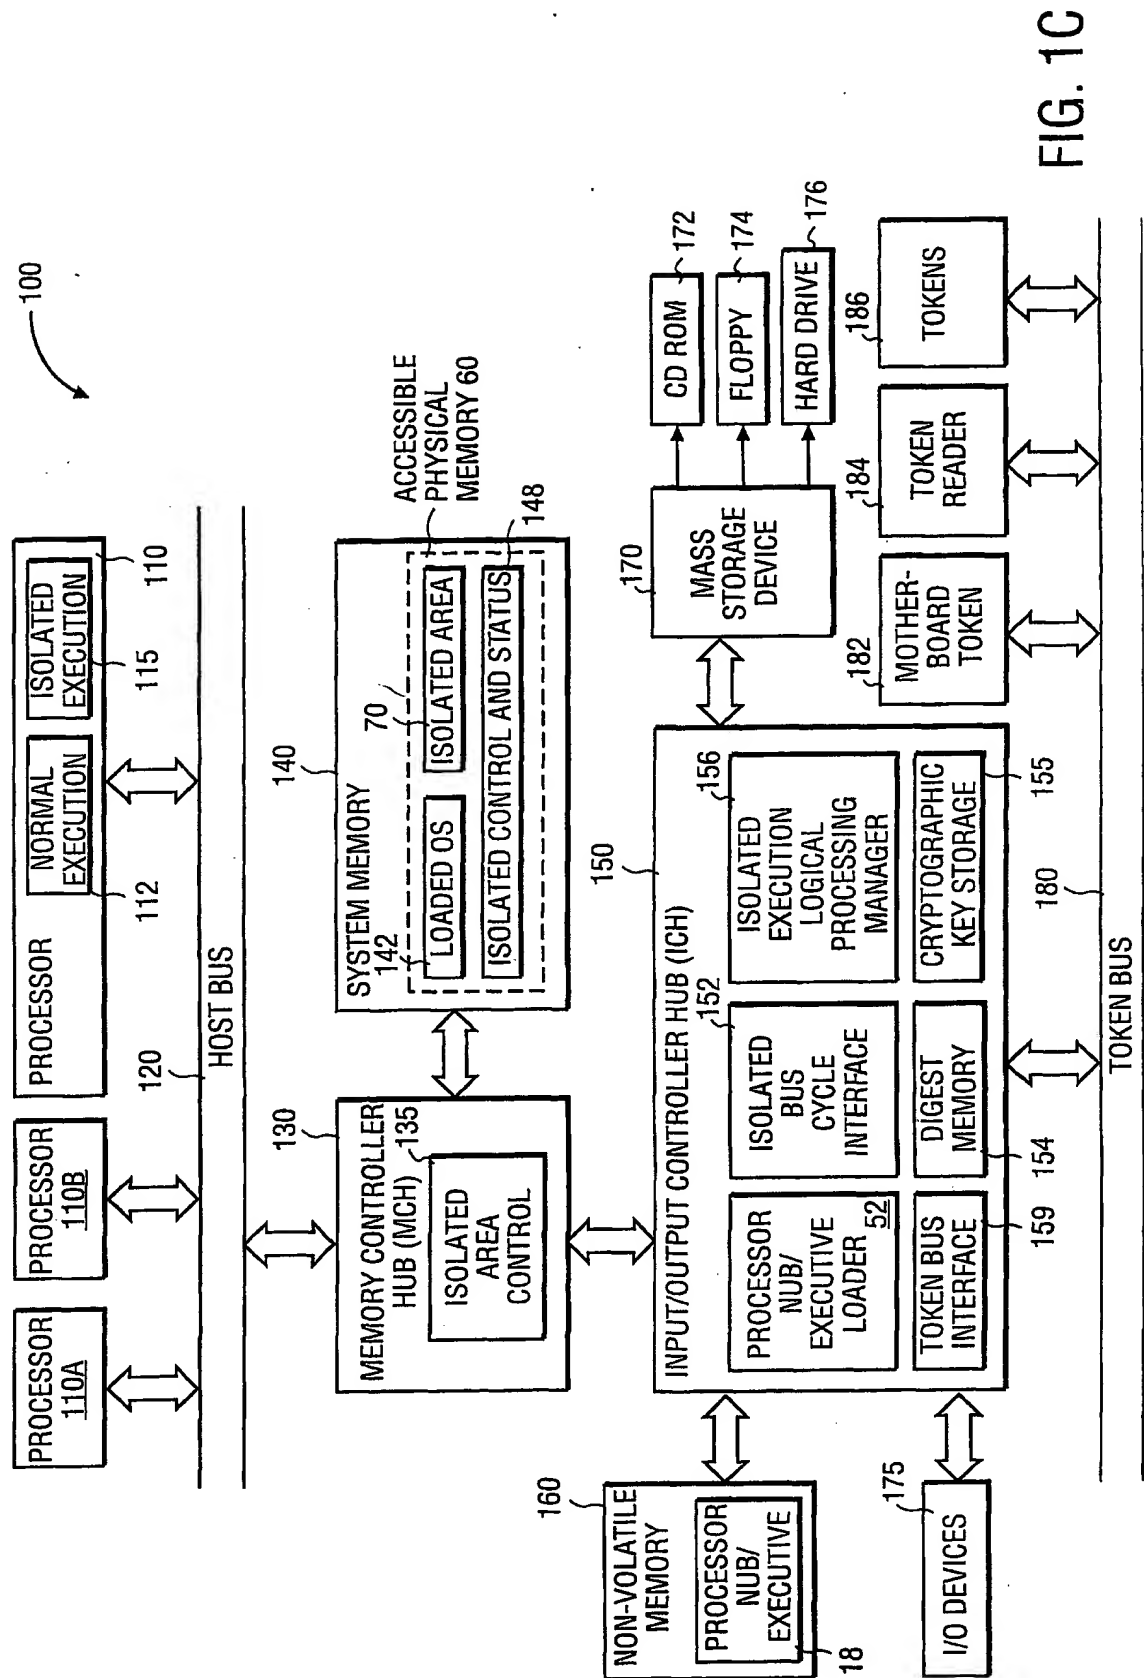 100
PROCESSOR
110A
PROCESSOR
110B
PROCESSOR
NORMAL
EXECUTION
112
ISOLATED
EXECUTION
115
110
120
HOST BUS
130
MEMORY CONTROLLER
HUB (MCH)
135
ISOLATED
AREA
CONTROL
140
SYSTEM MEMORY
142
LOADED OS
70
ISOLATED AREA
ISOLATED CONTROL AND STATUS
148
ACCESSIBLE
PHYSICAL
MEMORY 60
160
NON-VOLATILE
MEMORY
PROCESSOR
NUB/
EXECUTIVE
18
150
INPUT/OUTPUT CONTROLLER HUB (ICH)
PROCESSOR
NUB/
EXECUTIVE
LOADER 52
152
ISOLATED
BUS
CYCLE
INTERFACE
156
ISOLATED
EXECUTION
LOGICAL
PROCESSING
MANAGER
TOKEN BUS
INTERFACE
159
DIGEST
MEMORY
154
CRYPTOGRAPHIC
KEY STORAGE
155
170
MASS
STORAGE
DEVICE
CD ROM
172
FLOPPY
174
HARD DRIVE
176
175
I/O DEVICES
182
MOTHER-
BOARD
TOKEN
184
TOKEN
READER
186
TOKENS
180
TOKEN BUS
FIG. 1C